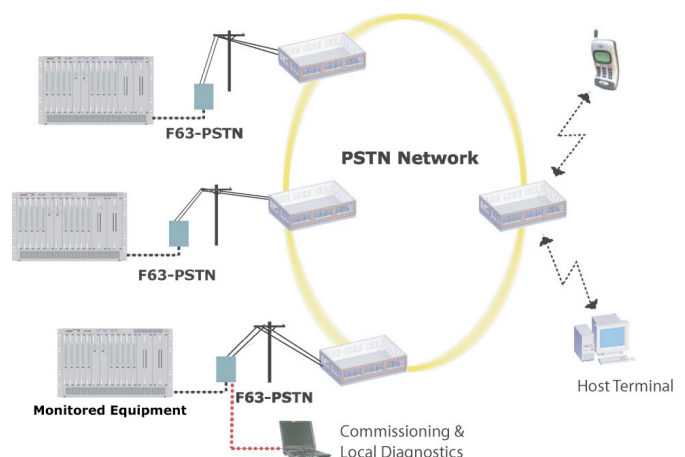 F63-PSTN
PSTN Network
F63-PSTN
F63-PSTN
Monitored Equipment
Host Terminal
Commissioning &
Local Diagnostics